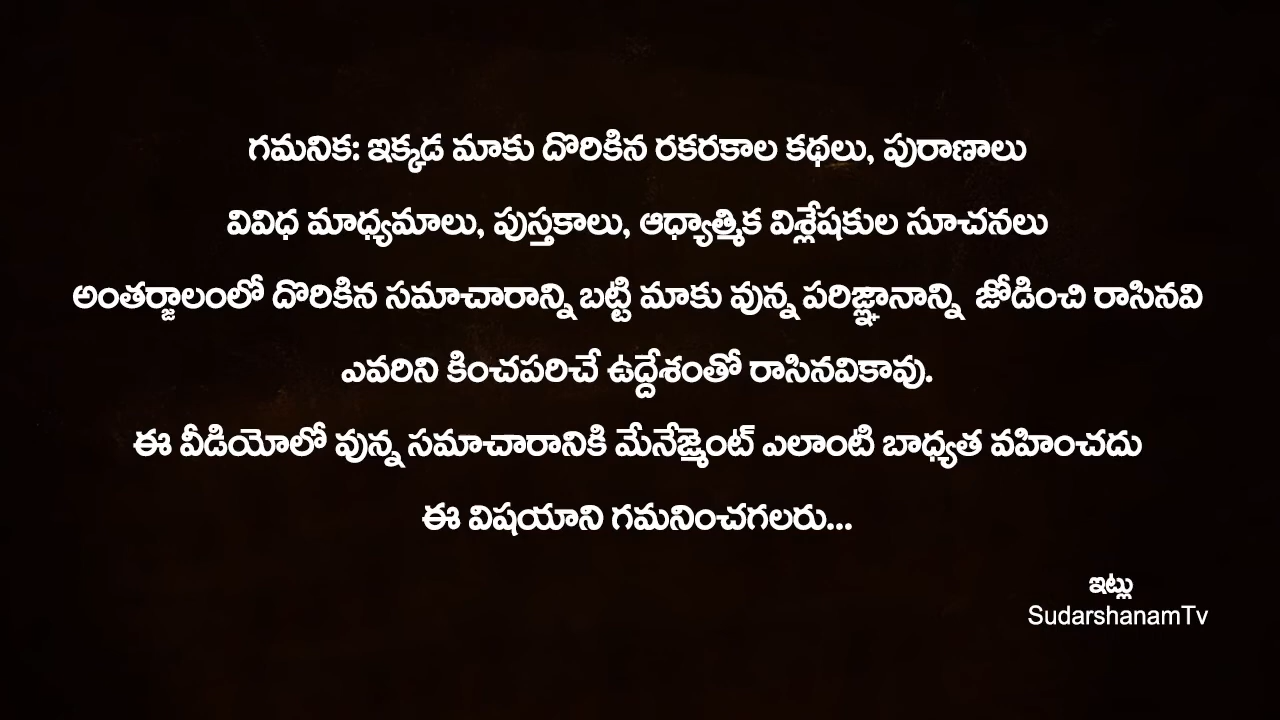 గమనిక: ఇక్కడ మాకు దొరికిన రకరకాల కథలు, పురాణాలు
వివిధ మాధ్యమాలు, పుస్తకాలు, ఆధ్యాత్మిక విశ్లేషకుల సూచనలు
అంతర్జాలంలో దొరికిన సమాచారాన్ని బట్టి మాకు వున్న పరిజ్ఞానాన్ని జోడించి రాసినవి
ఎవరిని కించపరిచే ఉద్దేశంతో రాసినవికావు.
ఈ వీడియోలో వున్న సమాచారానికి మేనేజ్మెంట్ ఎలాంటి బాధ్యత వహించదు
ఈ విషయాని గమనించగలరు...
ఇట్లు
SudarshanamTv